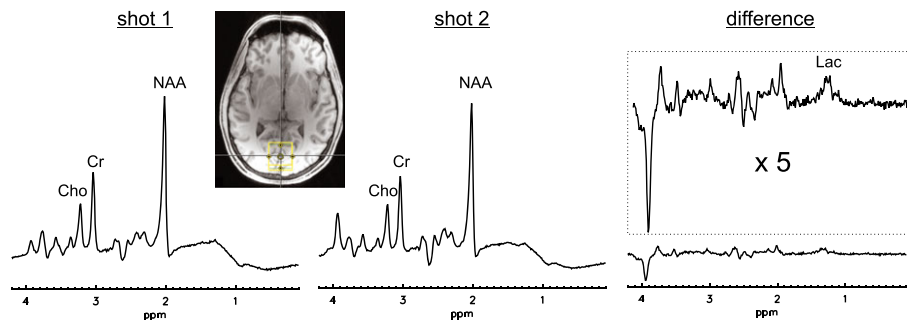 shot 1
shot 2
difference
NAA
Cr
Cho
NAA
Cr
Cho
Lac
x 5
4 3 2 1
ppm
4 3 2 1
ppm
4 3 2 1 0
ppm